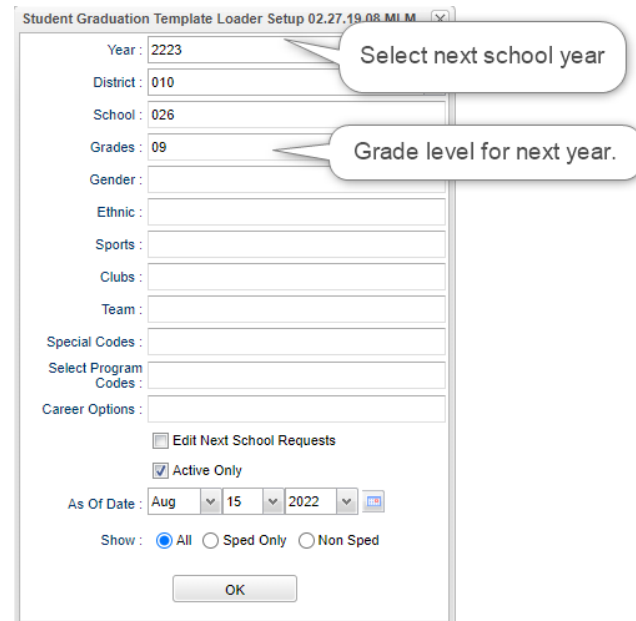 Student Graduation Template Loader Setup 02.27.19.08 MLM
Year : 2223
Select next school year
District : 010
School : 026
Grades : 09
Grade level for next year.
Gender :
Ethnic :
Sports :
Clubs :
Team :
Special Codes :
Select Program
Codes :
Career Options :
Edit Next School Requests
Active Only
As Of Date : Aug 15 2022
Show : All Sped Only Non Sped
OK